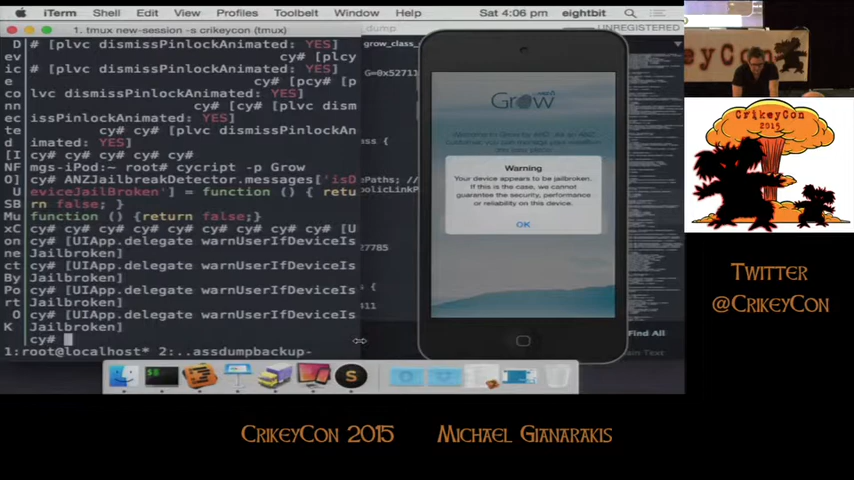 iTerm Shell Edit View Profiles Toolbelt Window Help Sat 4:06 pm eightbit
1. tmux new-session -s crikeycon (tmux)
dump
UNREGISTERED
grow_class_
# [plvc dismissPinlockAnimated: YES]
cy# [plcy
# [plvc dismissPinlockAnimated: YES]
cy# [pcy# [p
lvc dismissPinlockAnimated: YES]
cy# [cy# [plvc dism
issPinlockAnimated: YES]
cy# cy# [plvc dismissPinlockAn
imated: YES]
cy# cy# cy# cy#
mgs-iPod:~ root# cycript -p Grow
cy# ANZJailbreakDetector.messages['isD
eviceJailBroken'] = function () { retu
rn false; }
function () {return false;}
cy# cy# cy# cy# cy# cy# cy# [U
cy# [UIApp.delegate warnUserIfDeviceIs
Jailbroken]
cy# [UIApp.delegate warnUserIfDeviceIs
Jailbroken]
cy# [UIApp.delegate warnUserIfDeviceIs
Jailbroken]
cy# [UIApp.delegate warnUserIfDeviceIs
Jailbroken]
cy#
1:root@localhost* 2:..assdumpbackup-
Grow
Warning
Your device appears to be jailbroken.
If this is the case, we cannot
guarantee the security, performance
or reliability on this device.
OK
Find All
CrikeyCon
2015
Twitter
@CrikeyCon
CrikeyCon 2015 Michael Gianarakis